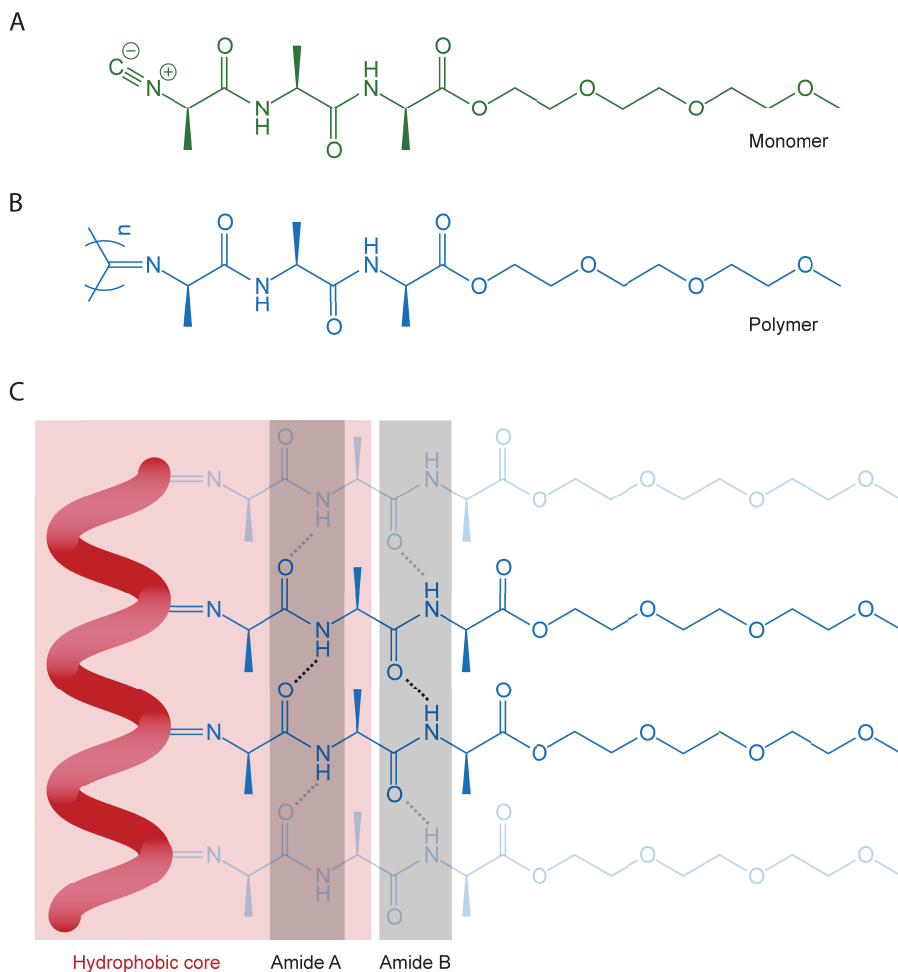 A
O O
C − + H
N N O O
N O O
H
O
Monomer
B
O n O
H
N N O O
N O O
H
O
Polymer
C
O O
H
N N O O
N O O
H
O
O O
H
N N O O
N O O
H
O
O O
H
N N O O
N O O
H
O
O O
H
N N O O
N O O
H
O
Hydrophobic core Amide A Amide B